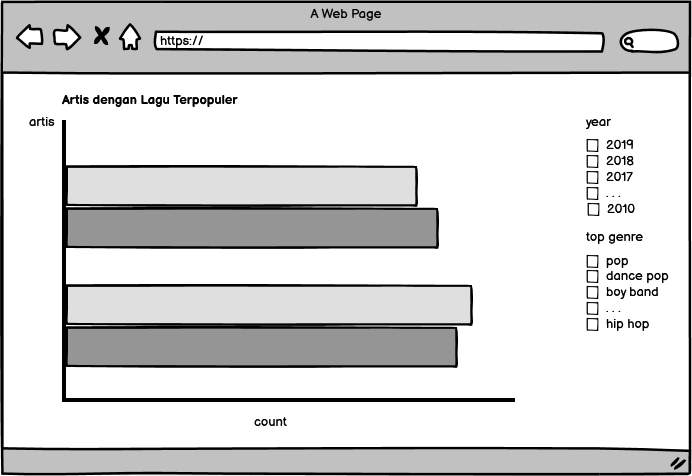 A Web Page
https://
Artis dengan Lagu Terpopuler
artis
count
year
2019
2018
2017
...
2010
top genre
pop
dance pop
boy band
...
hip hop